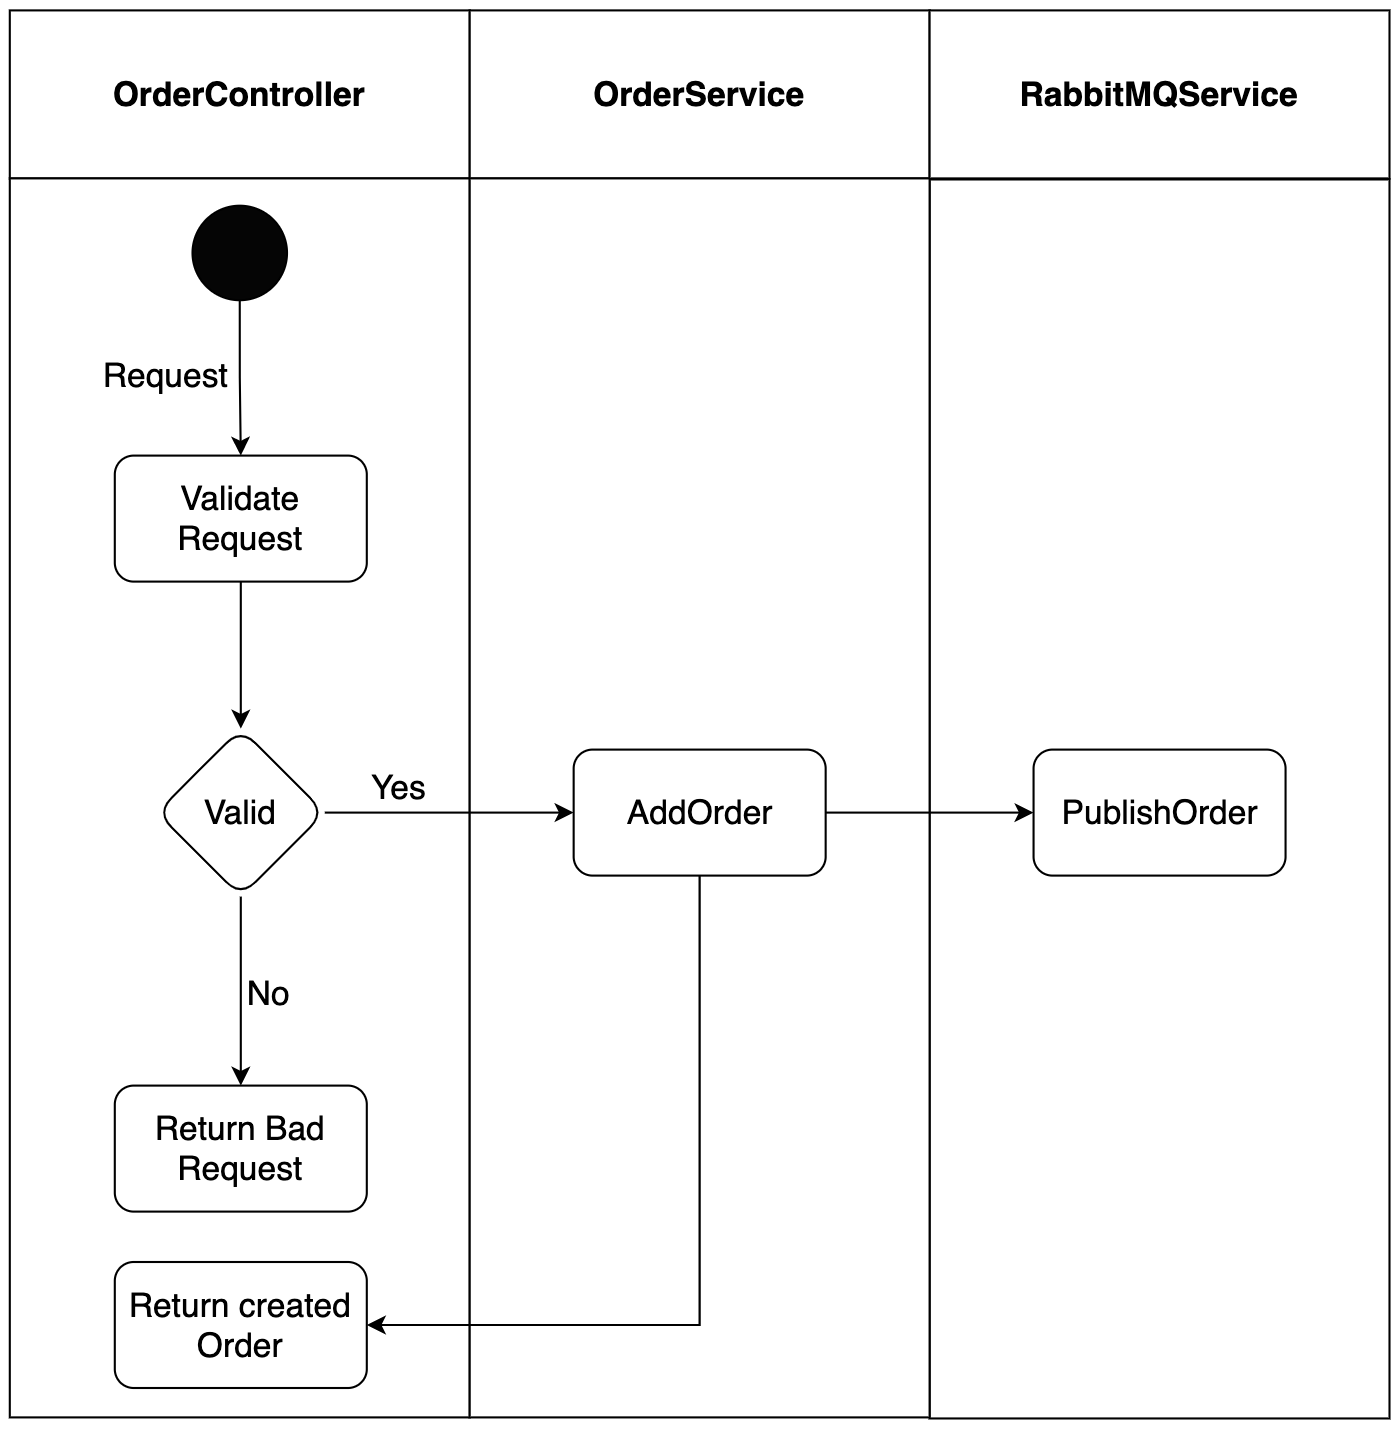 OrderController
OrderService
RabbitMQService
Request
Validate
Request
Valid
Yes
AddOrder
PublishOrder
No
Return Bad
Request
Return created
Order